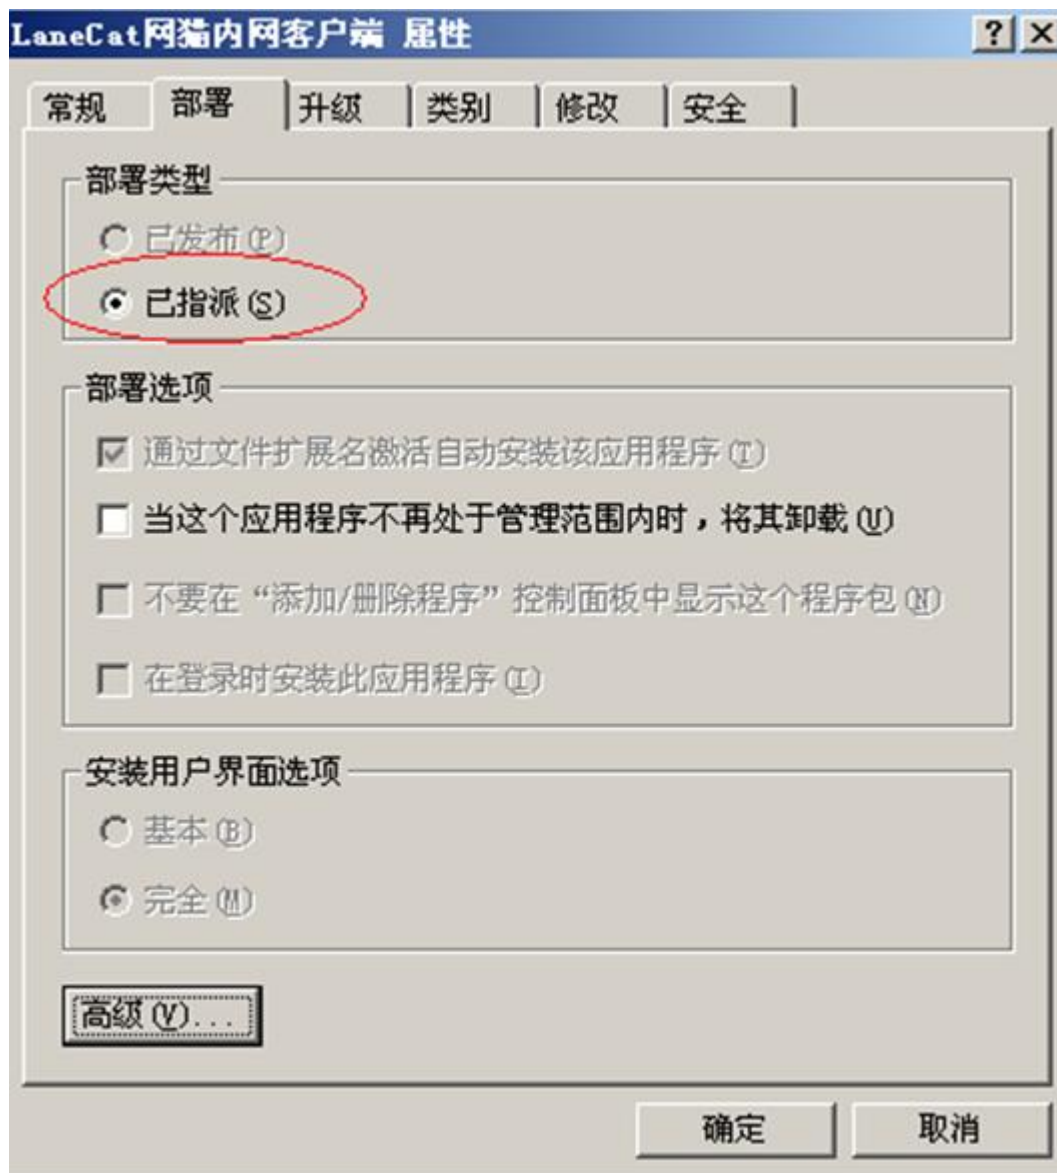 LaneCat网猫内网客户端 属性
常规 部署 升级 类别 修改 安全
部署类型
已发布(P)
已指派(S)
部署选项
通过文件扩展名激活自动安装该应用程序(T)
当这个应用程序不再处于管理范围内时，将其卸载(U)
不要在“添加/删除程序”控制面板中显示这个程序包(N)
在登录时安装此应用程序(I)
安装用户界面选项
基本(B)
完全(M)
高级(V)...
确定 取消